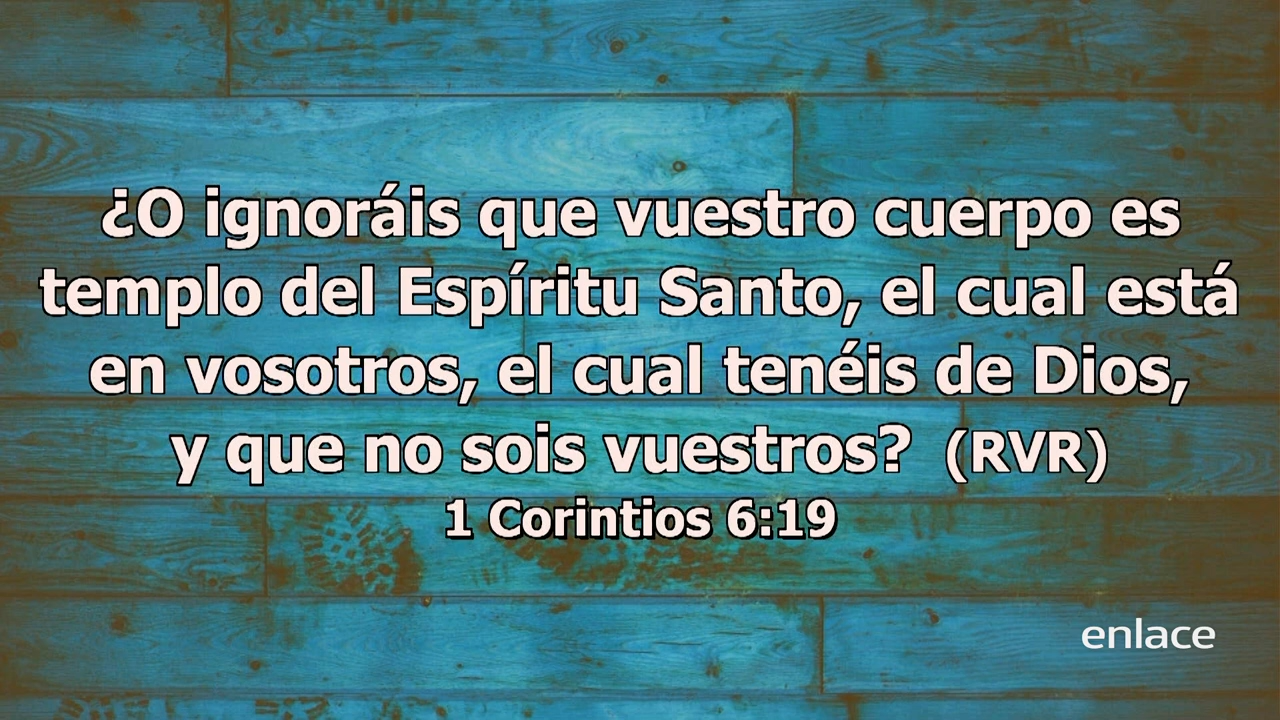 ¿O ignoráis que vuestro cuerpo es
templo del Espíritu Santo, el cual está
en vosotros, el cual tenéis de Dios,
y que no sois vuestros? (RVR)
1 Corintios 6:19
enlace